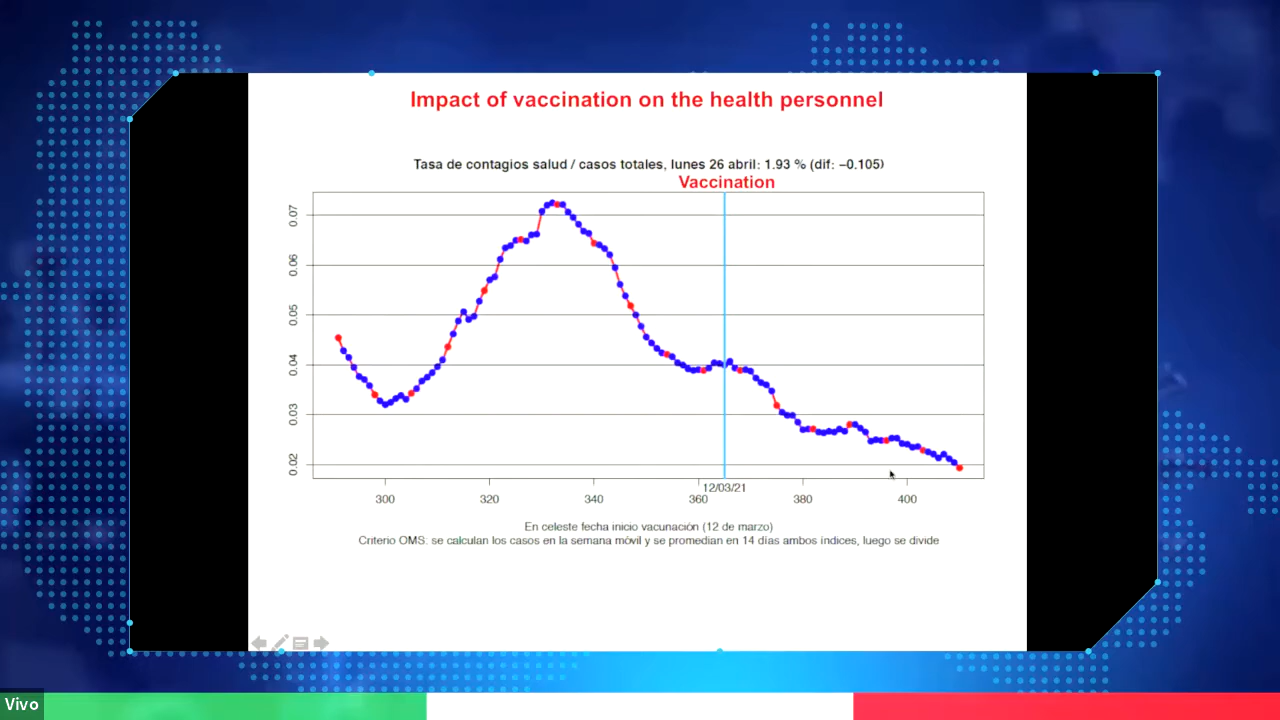 Impact of vaccination on the health personnel
Tasa de contagios salud / casos totales, lunes 26 abril: 1.93 % (dif: −0.105)
Vaccination
0.07
0.06
0.05
0.04
0.03
0.02
12/03/21
300 320 340 360 380 400
En celeste fecha inicio vacunación (12 de marzo)
Criterio OMS: se calculan los casos en la semana móvil y se promedian en 14 días ambos índices, luego se divide
Vivo